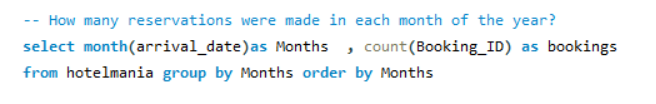 -- How many reservations were made in each month of the year?
select month(arrival_date)as Months , count(Booking_ID) as bookings
from hotelmania group by Months order by Months